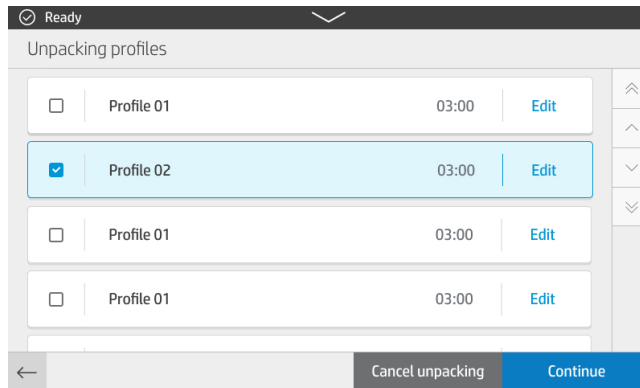 Ready
Unpacking profiles
Profile 01 03:00 Edit
Profile 02 03:00 Edit
Profile 01 03:00 Edit
Profile 01 03:00 Edit
Cancel unpacking Continue